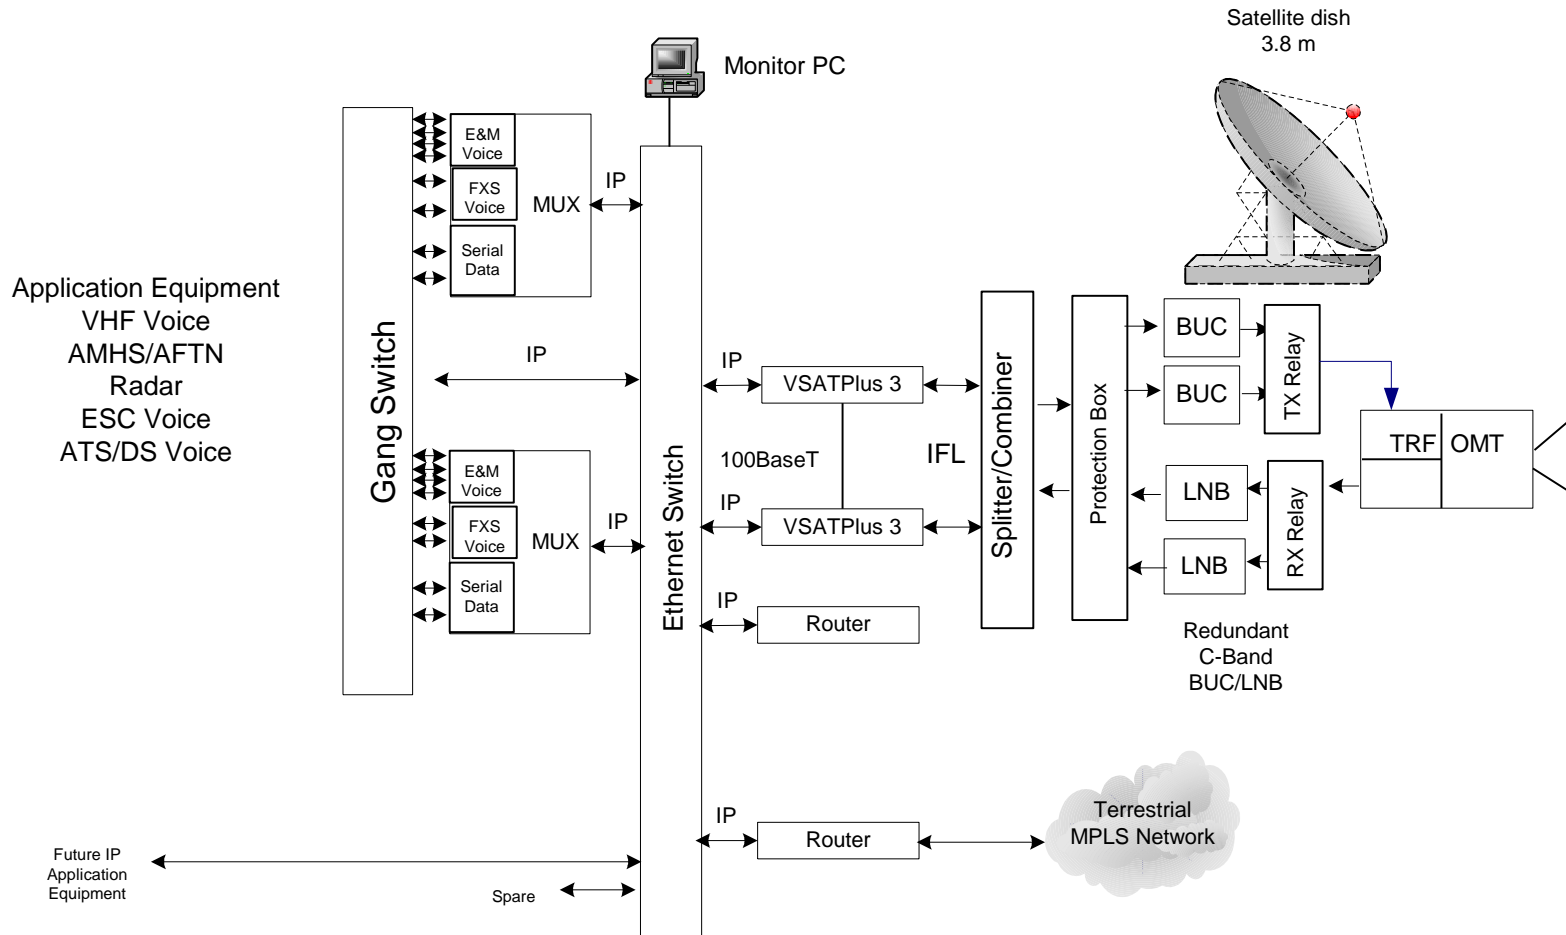 Satellite dish
3.8 m
Monitor PC
Application Equipment
VHF Voice
AMHS/AFTN
Radar
ESC Voice
ATS/DS Voice
Gang Switch
E&M
Voice
FXS
Voice
Serial
Data
MUX
IP
IP
E&M
Voice
FXS
Voice
Serial
Data
MUX
IP
Ethernet Switch
IP
VSATPlus 3
100BaseT
IP
VSATPlus 3
IFL
IP
Router
Splitter/Combiner
Protection Box
BUC
BUC
TX Relay
LNB
LNB
RX Relay
TRF
OMT
Redundant
C-Band
BUC/LNB
IP
Router
Terrestrial
MPLS Network
Future IP
Application
Equipment
Spare